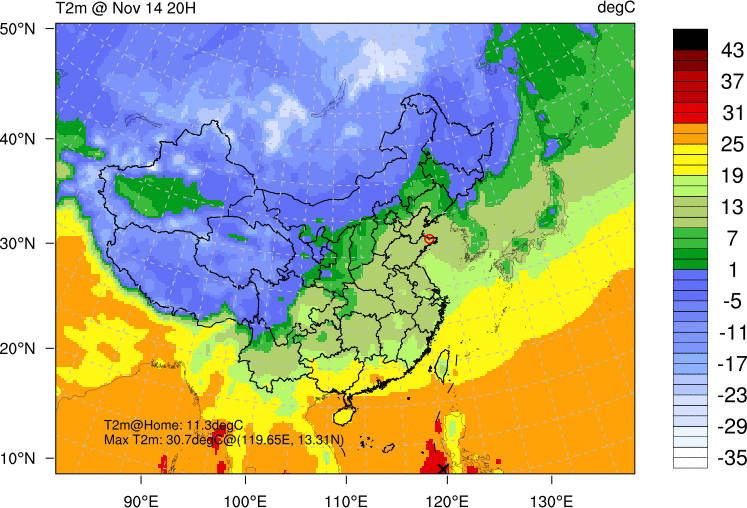 T2m @ Nov 14 20H
degC
50°N
40°N
30°N
20°N
10°N
T2m@Home: 11.3degC
Max T2m: 30.7degC@(119.65E, 13.31N)
90°E
100°E
110°E
120°E
130°E
43
37
31
25
19
13
7
1
-5
-11
-17
-23
-29
-35